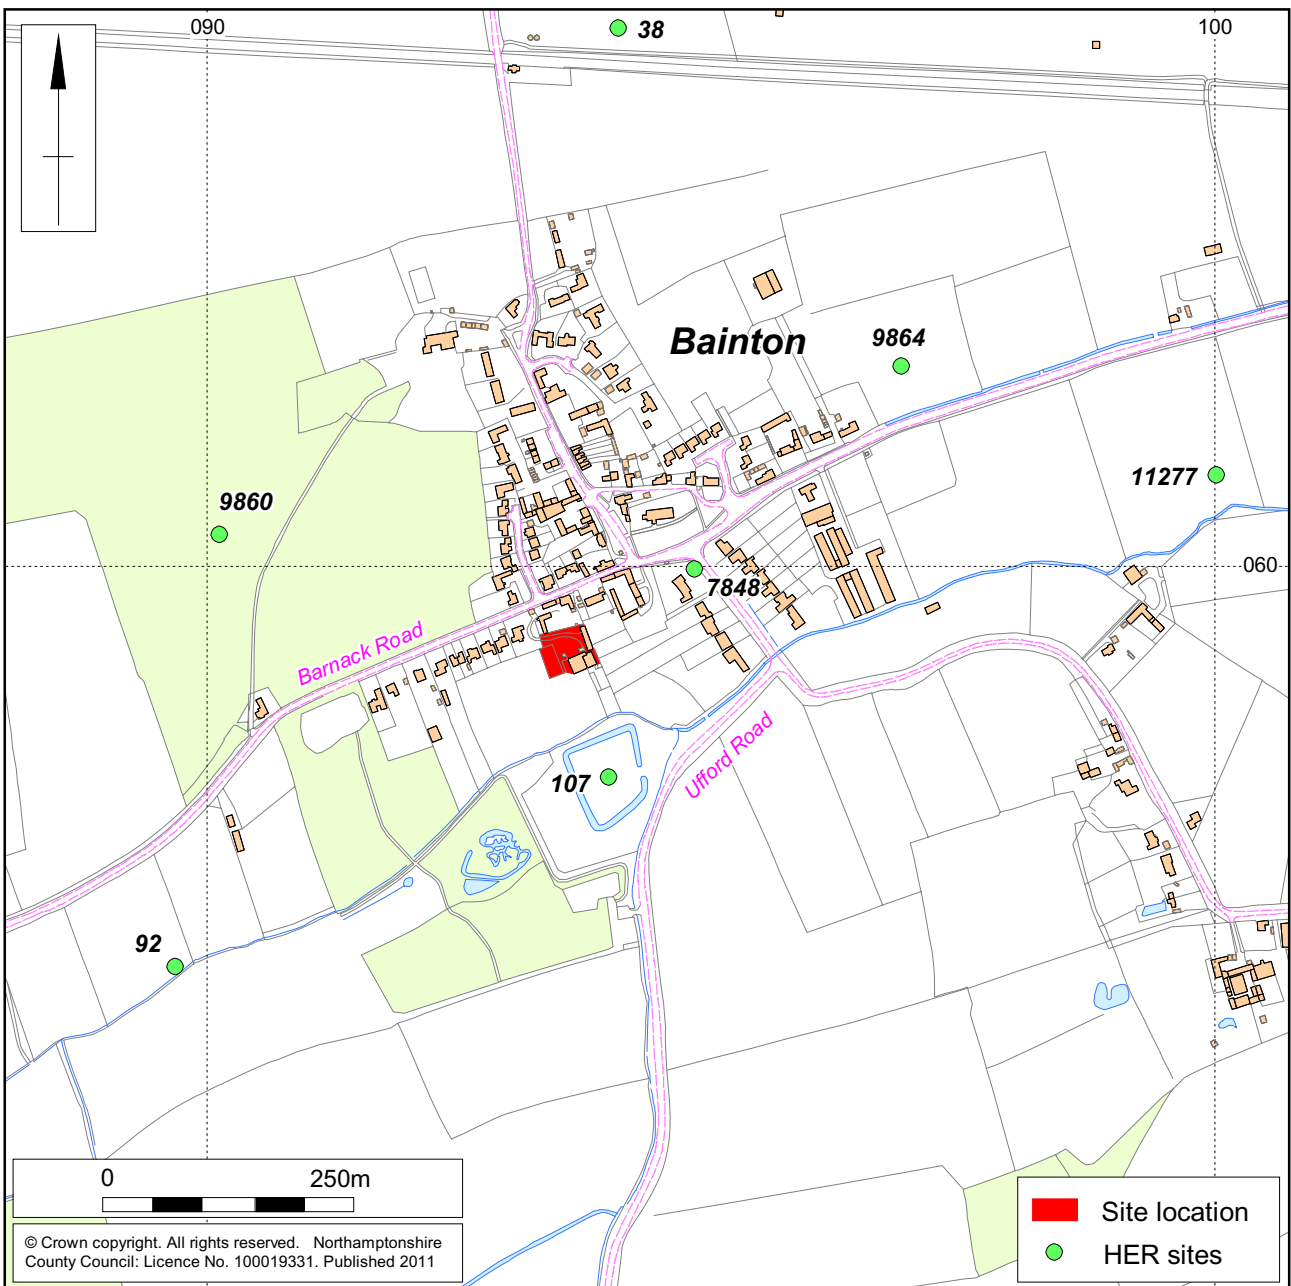 090
38
100
Bainton
9864
11277
9860
060
7848
Barnack Road
107
Ufford Road
92
0 250m
Site location
HER sites
© Crown copyright. All rights reserved. Northamptonshire
County Council: Licence No. 100019331. Published 2011